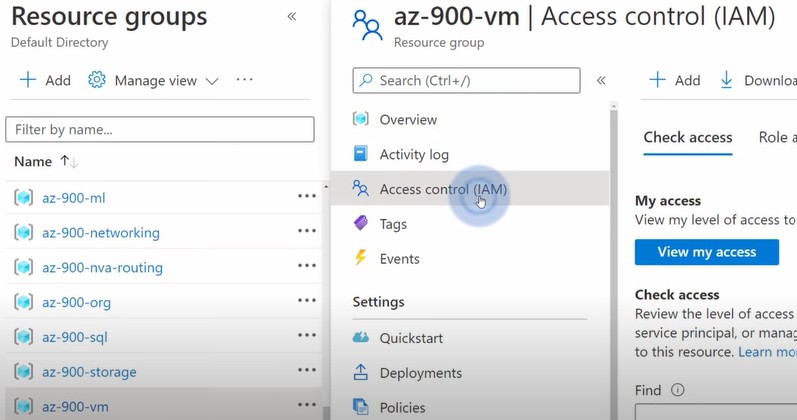 Resource groups
Default Directory
Add
Manage view
Filter by name...
Name
az-900-ml
az-900-networking
az-900-nva-routing
az-900-org
az-900-sql
az-900-storage
az-900-vm
az-900-vm | Access control (IAM)
Resource group
Search (Ctrl+/)
Overview
Activity log
Access control (IAM)
Tags
Events
Settings
Quickstart
Deployments
Policies
Add Downloa
Check access Role a
My access
View my level of access to
View my access
Check access
Review the level of access
service principal, or manag
to this resource. Learn mor
Find